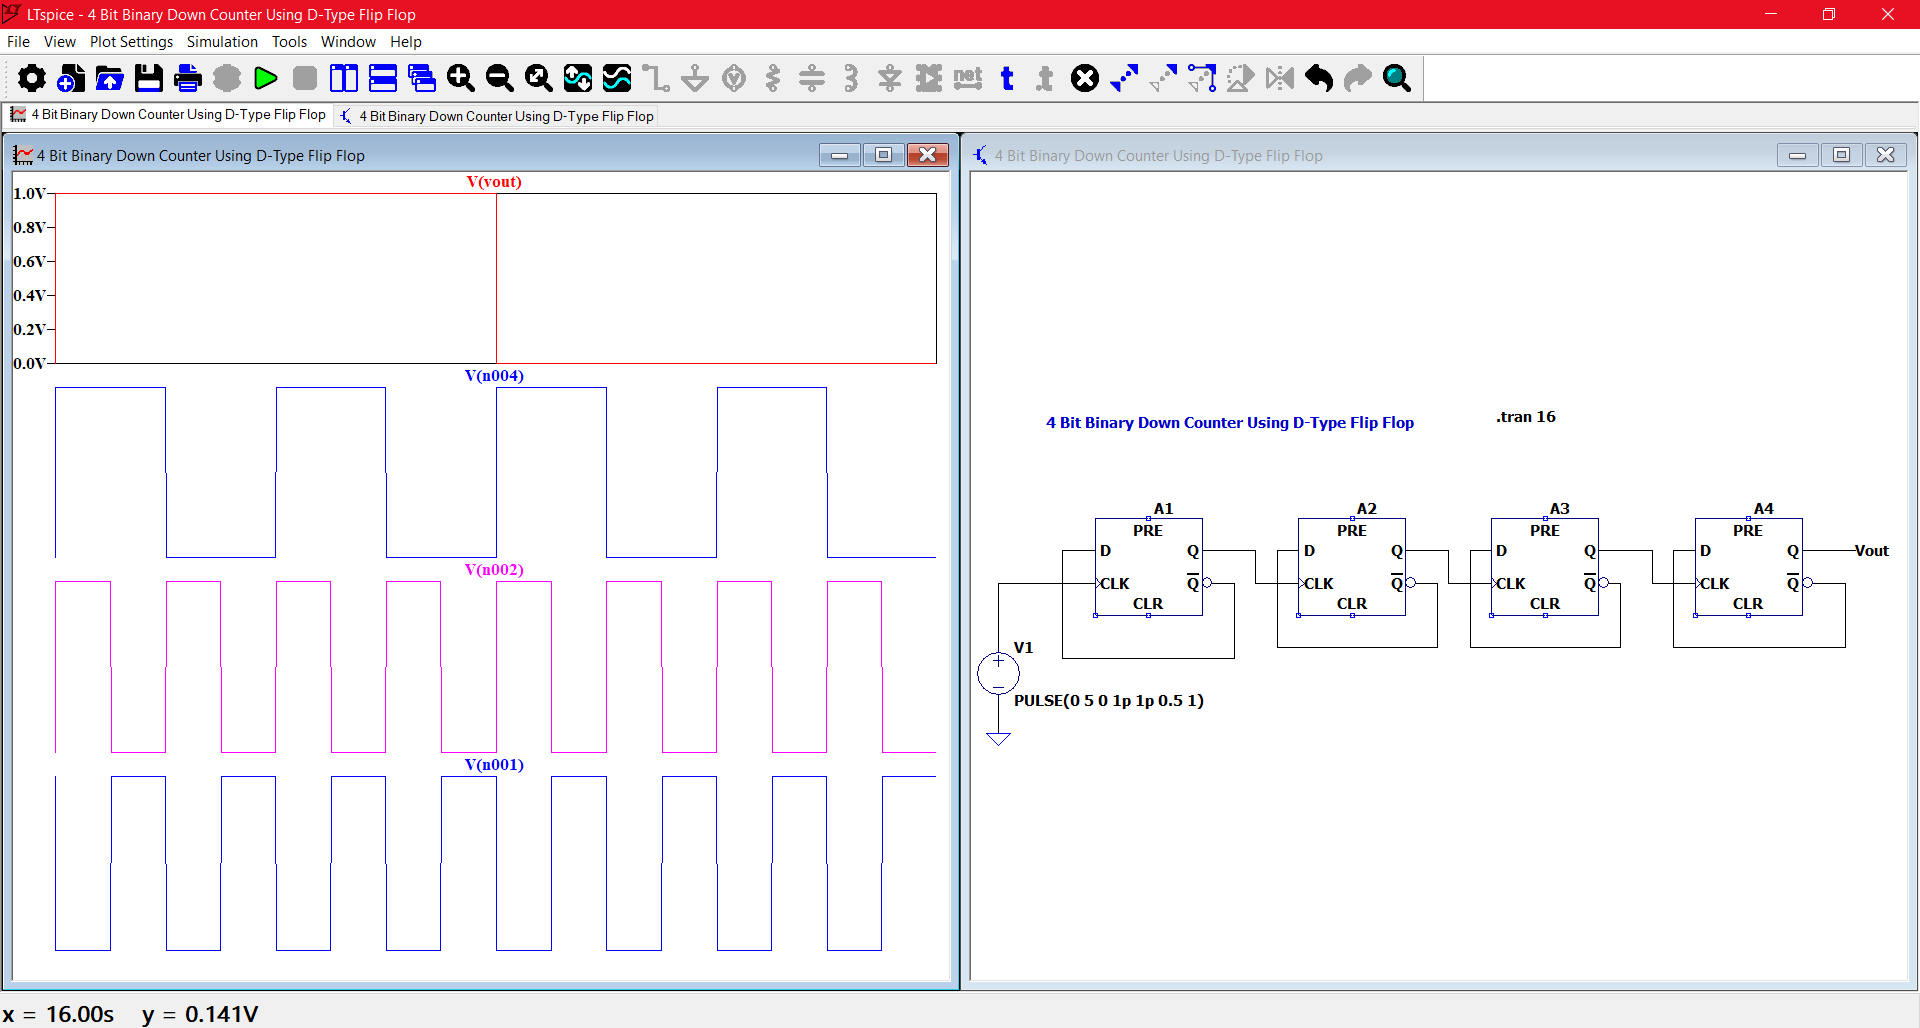 LTspice - 4 Bit Binary Down Counter Using D-Type Flip Flop
File View Plot Settings Simulation Tools Window Help
net t .t
4 Bit Binary Down Counter Using D-Type Flip Flop 4 Bit Binary Down Counter Using D-Type Flip Flop
4 Bit Binary Down Counter Using D-Type Flip Flop
V(vout)
1.0V
0.8V
0.6V
0.4V
0.2V
0.0V
V(n004)
V(n002)
V(n001)
4 Bit Binary Down Counter Using D-Type Flip Flop
4 Bit Binary Down Counter Using D-Type Flip Flop
.tran 16
A1 A2 A3 A4
PRE PRE PRE PRE
D Q D Q D Q D Q Vout
CLK Q CLK Q CLK Q CLK Q
CLR CLR CLR CLR
V1
PULSE(0 5 0 1p 1p 0.5 1)
x = 16.00s y = 0.141V